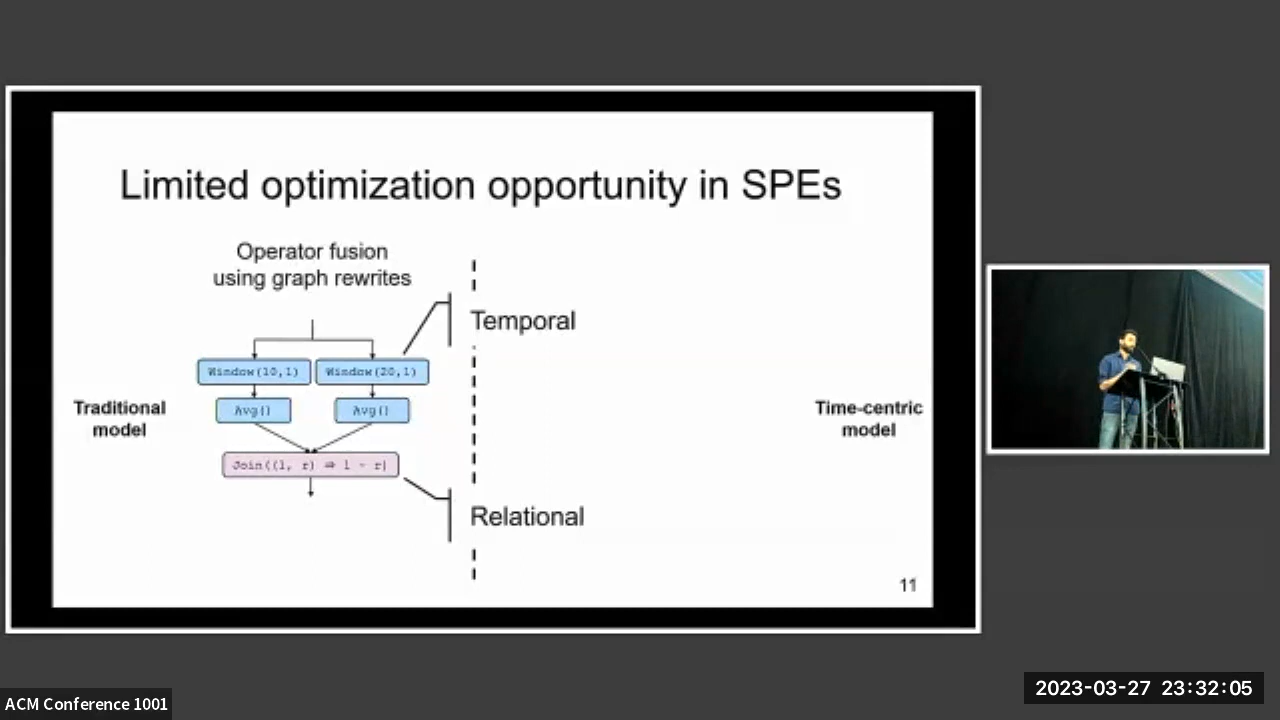 Limited optimization opportunity in SPEs
Operator fusion
using graph rewrites
Temporal
Window(10,1)
Window(20,1)
Avg()
Avg()
Traditional
model
Time-centric
model
Join((l, r) ⇒ l - r)
Relational
11
2023-03-27 23:32:05
ACM Conference 1001